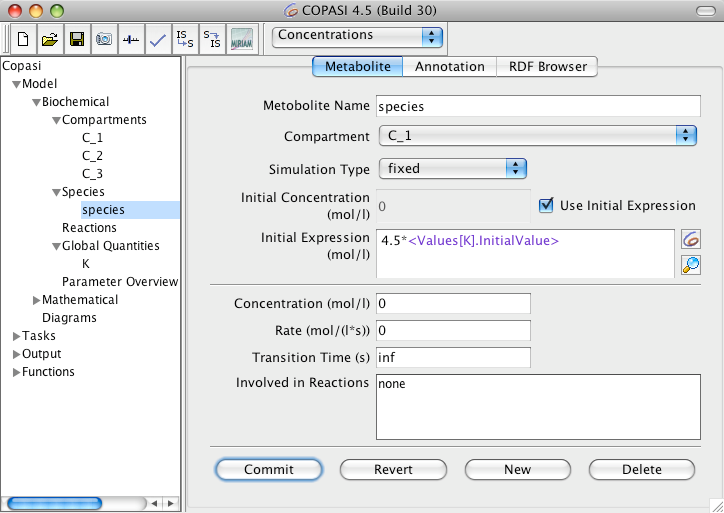 COPASI 4.5 (Build 30)
IS S Concentrations
S IS MIRIAM
Copasi
Model
Biochemical
Compartments
C_1
C_2
C_3
Species
species
Reactions
Global Quantities
K
Parameter Overview
Mathematical
Diagrams
Tasks
Output
Functions
Metabolite Annotation RDF Browser
Metobolite Name species
Compartment C_1
Simulation Type fixed
Initial Concentration
(mol/l) 0 Use Initial Expression
Initial Expression
(mol/l) 4.5*<Values[K].InitialValue>
Concentration (mol/l) 0
Rate (mol/(l*s)) 0
Transition Time (s) inf
Involved in Reactions none
Commit Revert New Delete